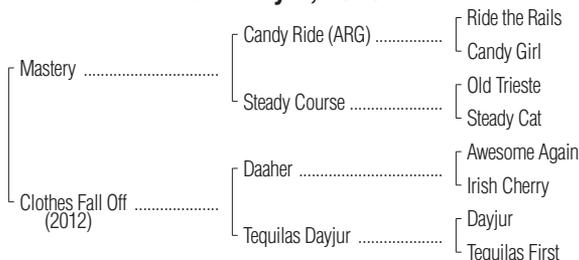 Ride the Rails
Candy Ride (ARG) ................
Candy Girl
Mastery ................................
Old Trieste
Steady Course ......................
Steady Cat
Awesome Again
Daaher ..................................
Irish Cherry
Clothes Fall Off ....................
(2012)
Dayjur
Tequilas Dayjur ....................
Tequilas First